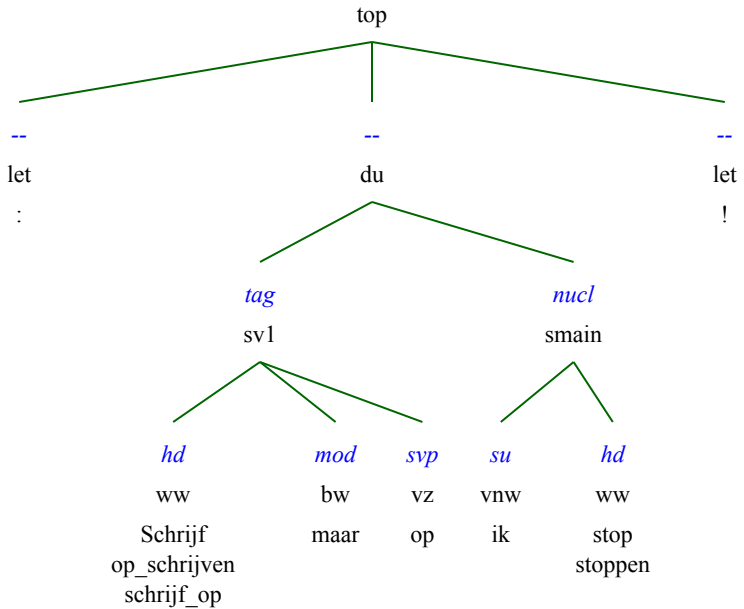 top
-- -- --
let du let
: !
tag nucl
sv1 smain
hd mod svp su hd
ww bw vz vnw ww
Schrijf maar op ik stop
op_schrijven stoppen
schrijf_op